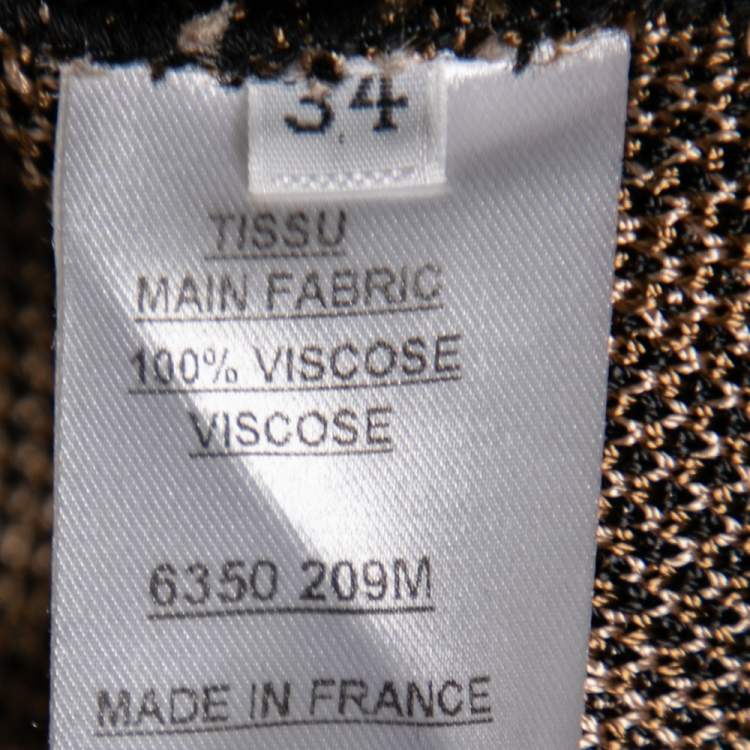 34
TISSU
MAIN FABRIC
100% VISCOSE
VISCOSE
6350 209M
MADE IN FRANCE